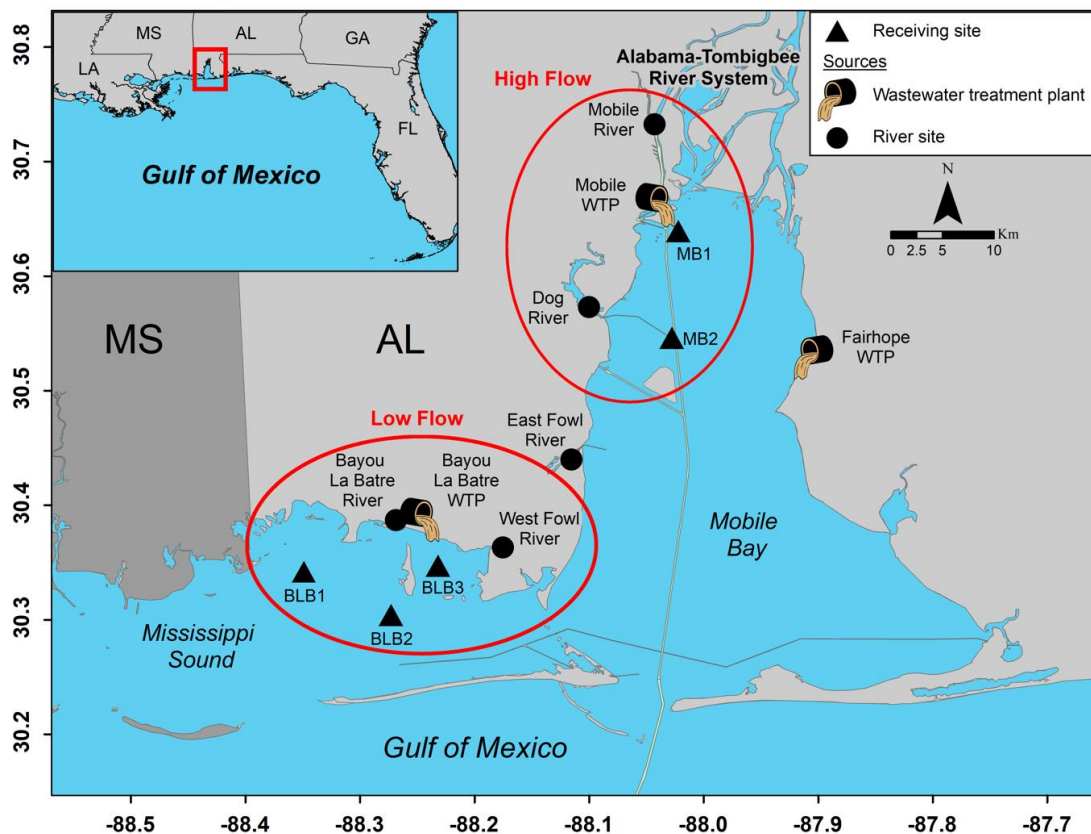 MS
AL
GA
LA
FL
Gulf of Mexico
Receiving site
Sources
Wastewater treatment plant
River site
N
0 2.5 5 10 Km
Alabama-Tombigbee
River System
High Flow
Mobile
River
Mobile
WTP
MB1
Dog
River
MB2
Fairhope
WTP
MS
AL
Low Flow
East Fowl
River
Bayou
La Batre
River
Bayou
La Batre
WTP
West Fowl
River
BLB1
BLB2
BLB3
Mobile
Bay
Mississippi
Sound
Gulf of Mexico
30.8
30.7
30.6
30.5
30.4
30.3
30.2
-88.5 -88.4 -88.3 -88.2 -88.1 -88.0 -87.9 -87.8 -87.7